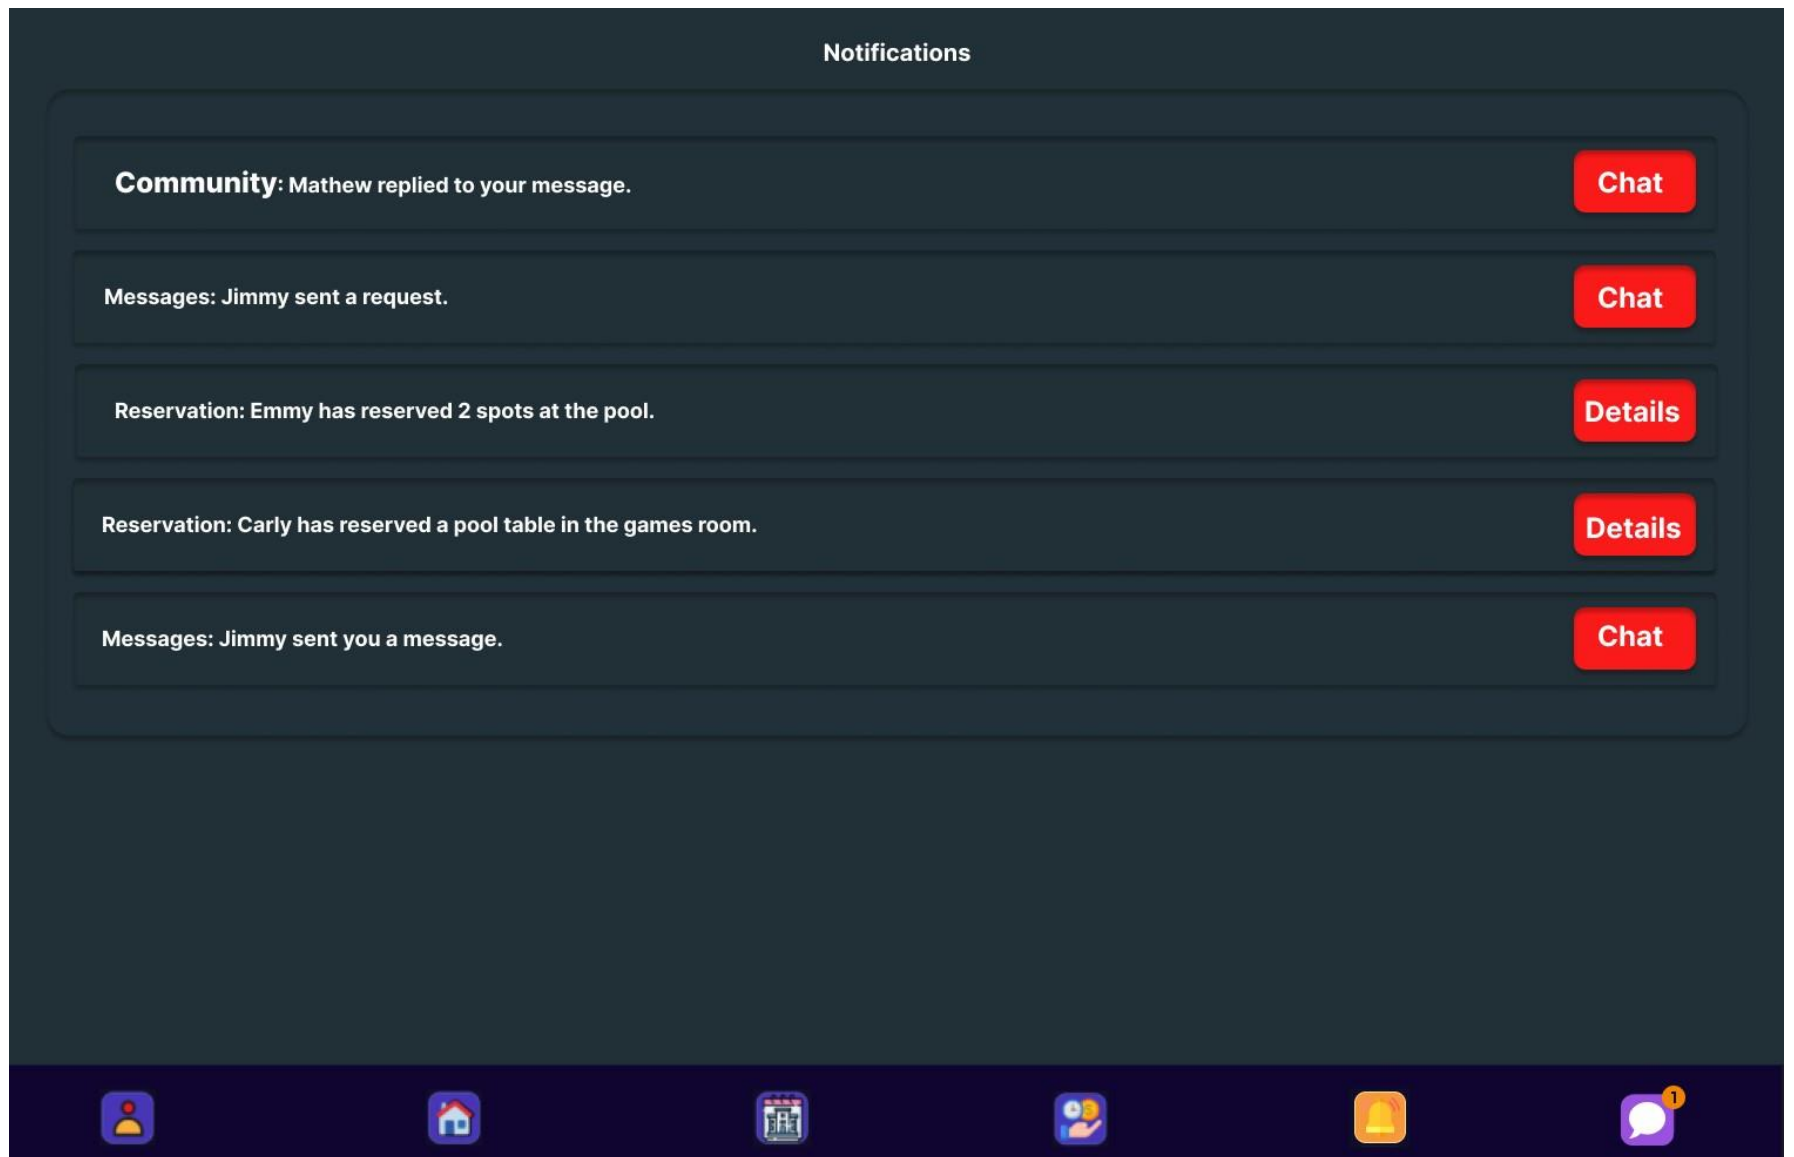 Notifications
Community: Mathew replied to your message.
Chat
Messages: Jimmy sent a request.
Chat
Reservation: Emmy has reserved 2 spots at the pool.
Details
Reservation: Carly has reserved a pool table in the games room.
Details
Messages: Jimmy sent you a message.
Chat
1